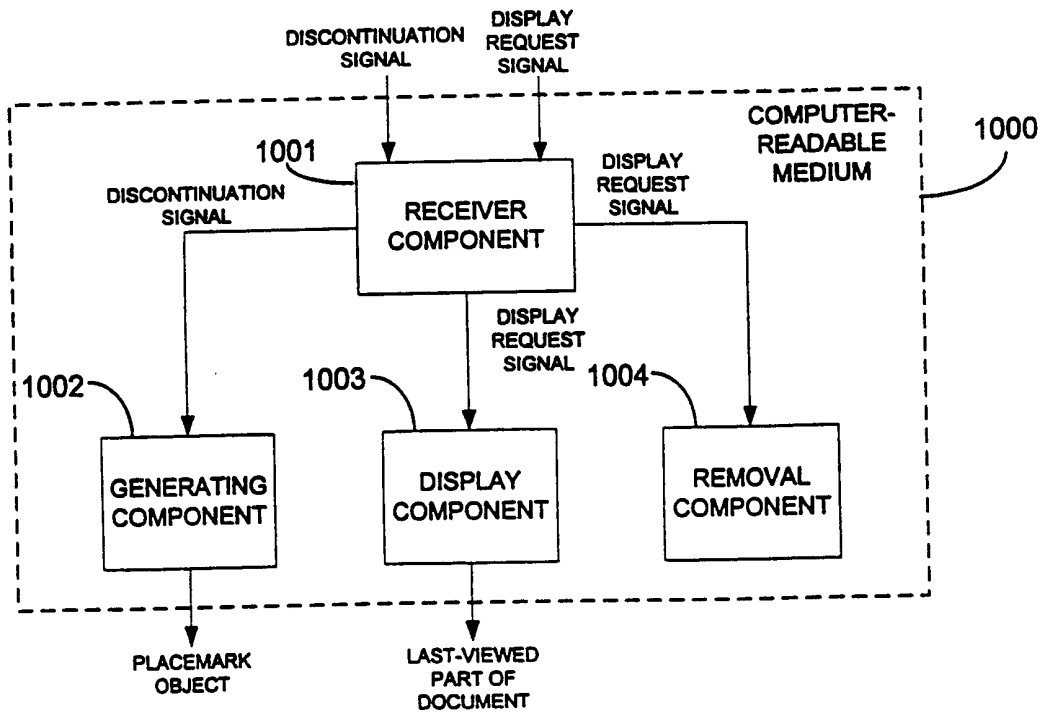 DISCONTINUATION
SIGNAL
DISPLAY
REQUEST
SIGNAL
COMPUTER-
READABLE
MEDIUM
1000
1001
DISCONTINUATION
SIGNAL
RECEIVER
COMPONENT
DISPLAY
REQUEST
SIGNAL
DISPLAY
REQUEST
SIGNAL
1002
1003
1004
GENERATING
COMPONENT
DISPLAY
COMPONENT
REMOVAL
COMPONENT
PLACEMARK
OBJECT
LAST-VIEWED
PART OF
DOCUMENT